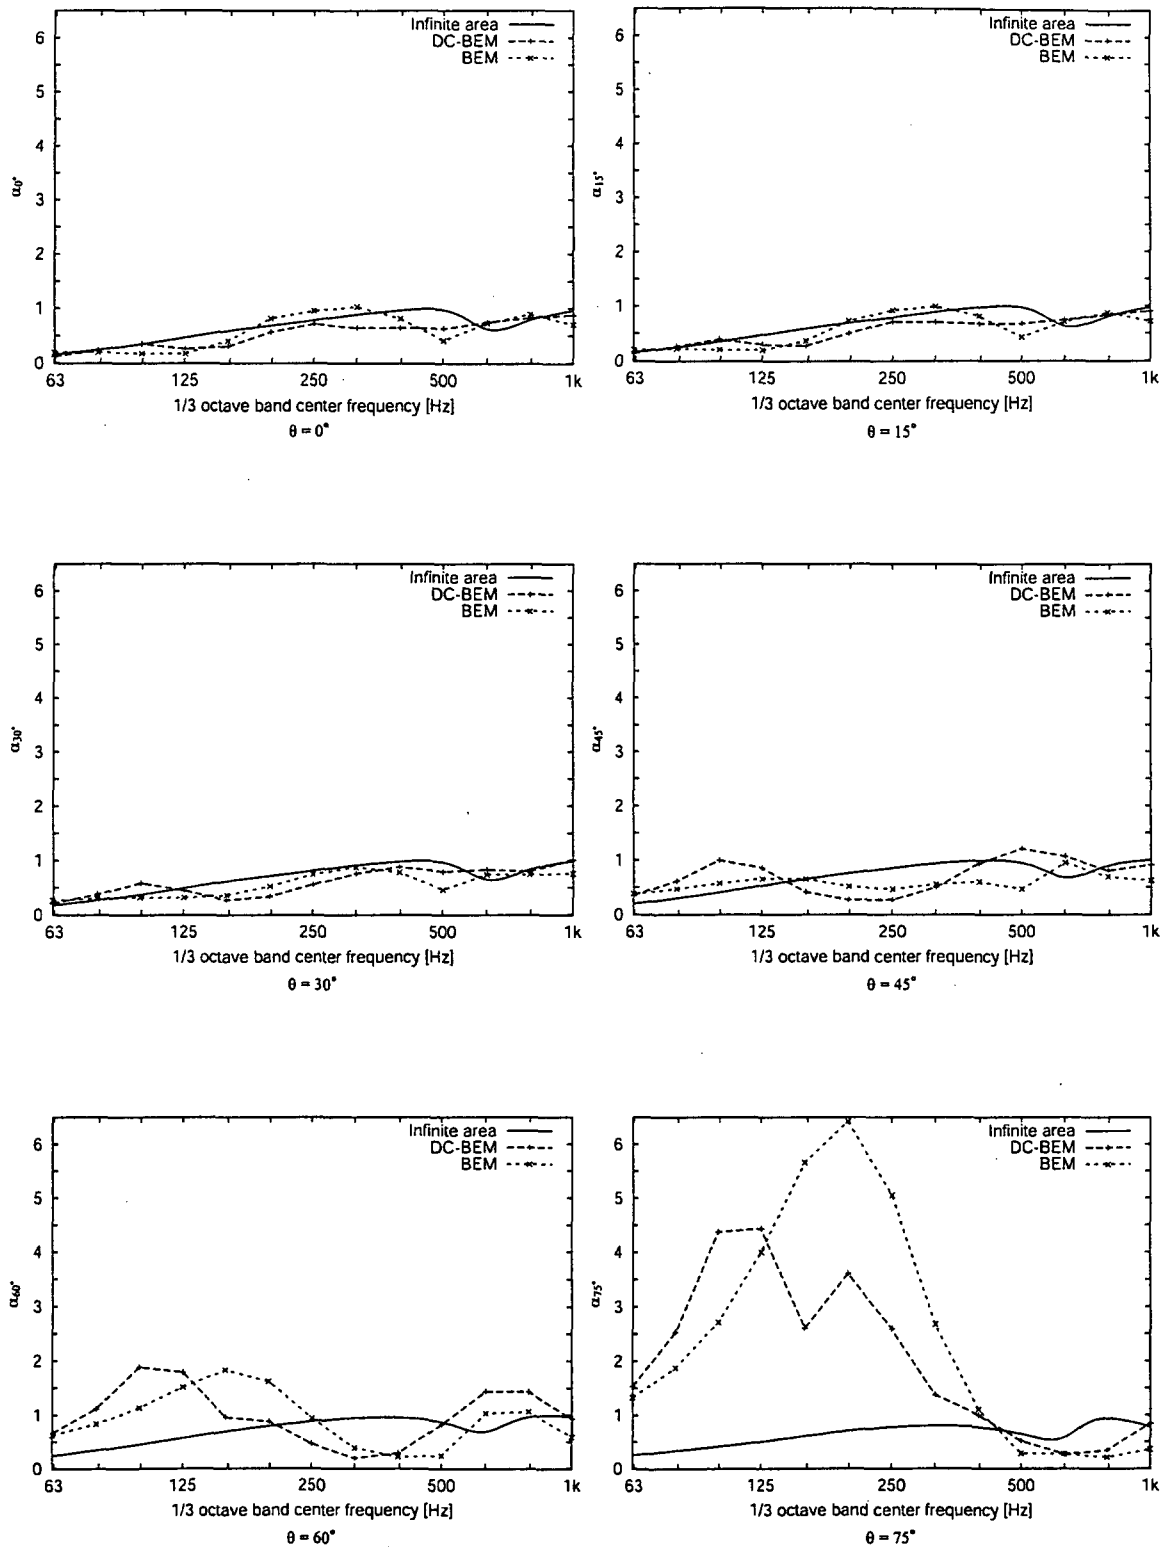 6
5
4
3
2
1
0
α0°
Infinite area
DC-BEM
BEM
63 125 250 500 1k
1/3 octave band center frequency [Hz]
θ = 0°
6
5
4
3
2
1
0
α15°
Infinite area
DC-BEM
BEM
63 125 250 500 1k
1/3 octave band center frequency [Hz]
θ = 15°
6
5
4
3
2
1
0
α30°
Infinite area
DC-BEM
BEM
63 125 250 500 1k
1/3 octave band center frequency [Hz]
θ = 30°
6
5
4
3
2
1
0
α45°
Infinite area
DC-BEM
BEM
63 125 250 500 1k
1/3 octave band center frequency [Hz]
θ = 45°
6
5
4
3
2
1
0
α60°
Infinite area
DC-BEM
BEM
63 125 250 500 1k
1/3 octave band center frequency [Hz]
θ = 60°
6
5
4
3
2
1
0
α75°
Infinite area
DC-BEM
BEM
63 125 250 500 1k
1/3 octave band center frequency [Hz]
θ = 75°